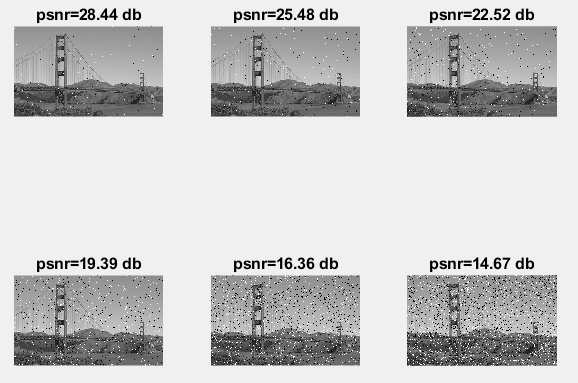 psnr=28.44 db
psnr=25.48 db
psnr=22.52 db
psnr=19.39 db
psnr=16.36 db
psnr=14.67 db